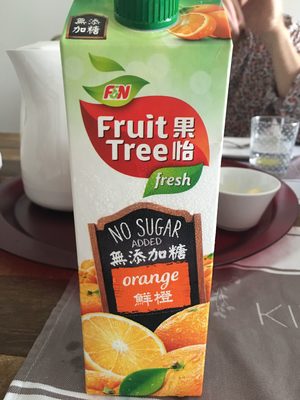 無添
加糖
F&N
Fruit 果
Tree 怡
fresh
NO SUGAR
ADDED
無添加糖
orange
鮮橙